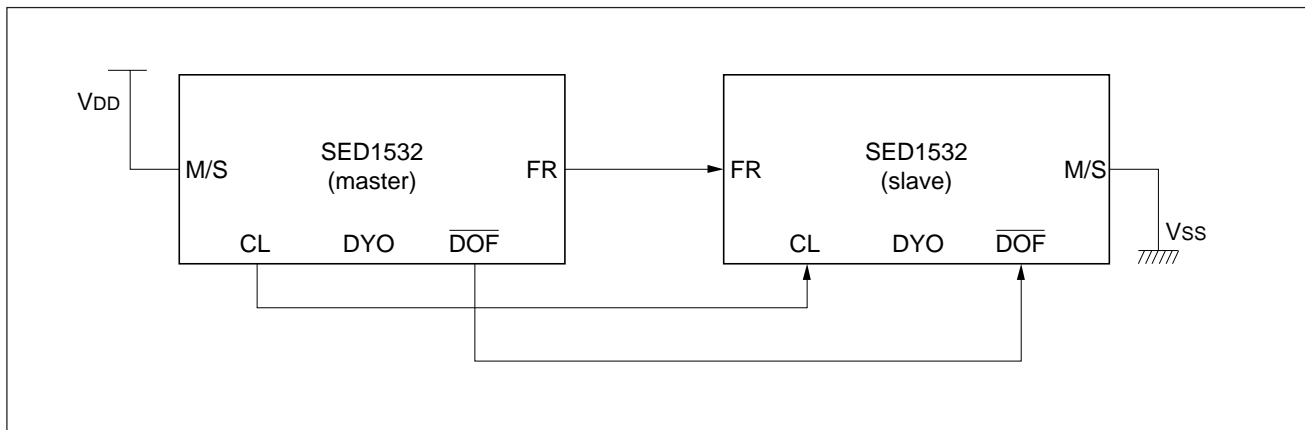 VDD
M/S
SED1532
(master)
FR
CL
DYO
DOF
FR
SED1532
(slave)
M/S
CL
DYO
DOF
VSS